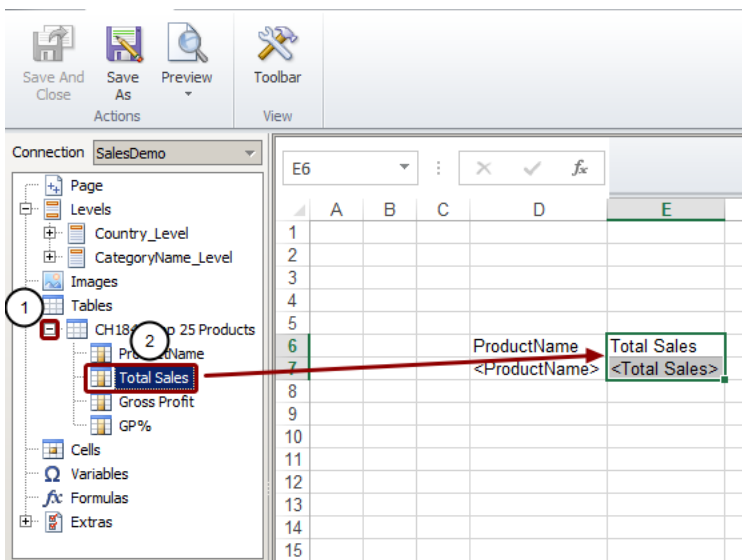 Save And Close
Save As
Preview
Toolbar
Actions
View
Connection SalesDemo
E6
fx
Page
Levels
Country_Level
CategoryName_Level
Images
1
Tables
2
25 Products
Total Sales
Gross Profit
GP%
Cells
Ω Variables
fx Formulas
Extras
A B C D E
1
2
3
4
5
6 ProductName Total Sales
7 <ProductName> <Total Sales>
8
9
10
11
12
13
14
15